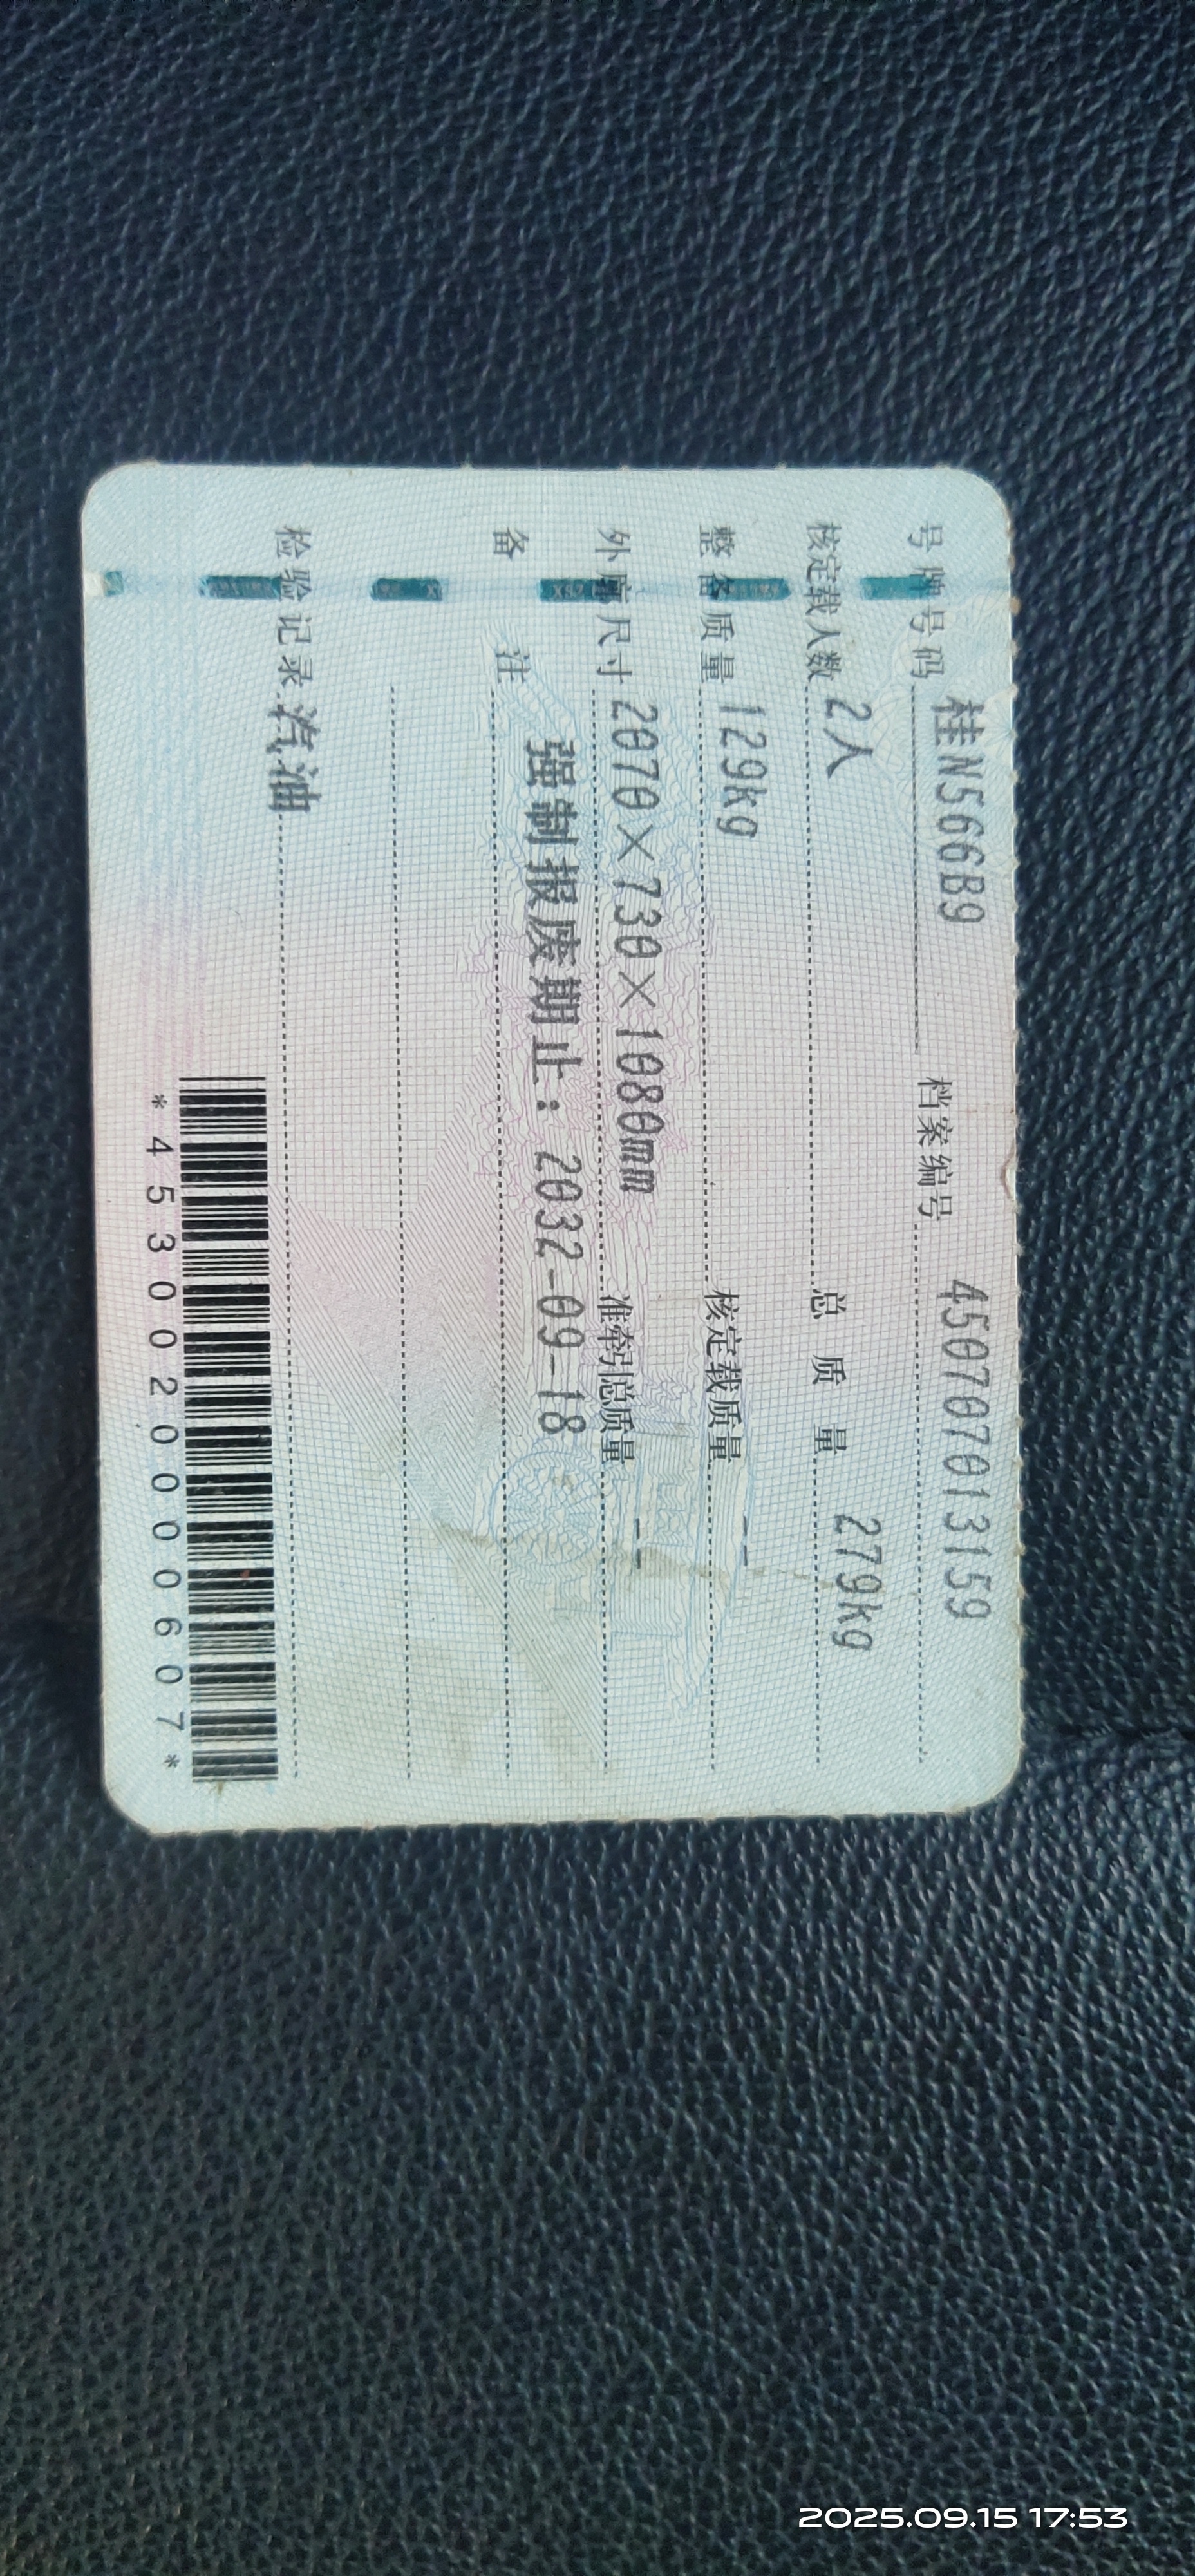 号牌号码 桂N566B9 档案编号 450707013159
核定载人数 2人 总质量 279kg
整备质量 129kg 核定载质量 --
外廓尺寸 2070×730×1080mm 准牵引总质量 --
备注 强制报废期止：2032-09-18
检验记录 汽油
*4530020000607*
2025.09.15 17:53